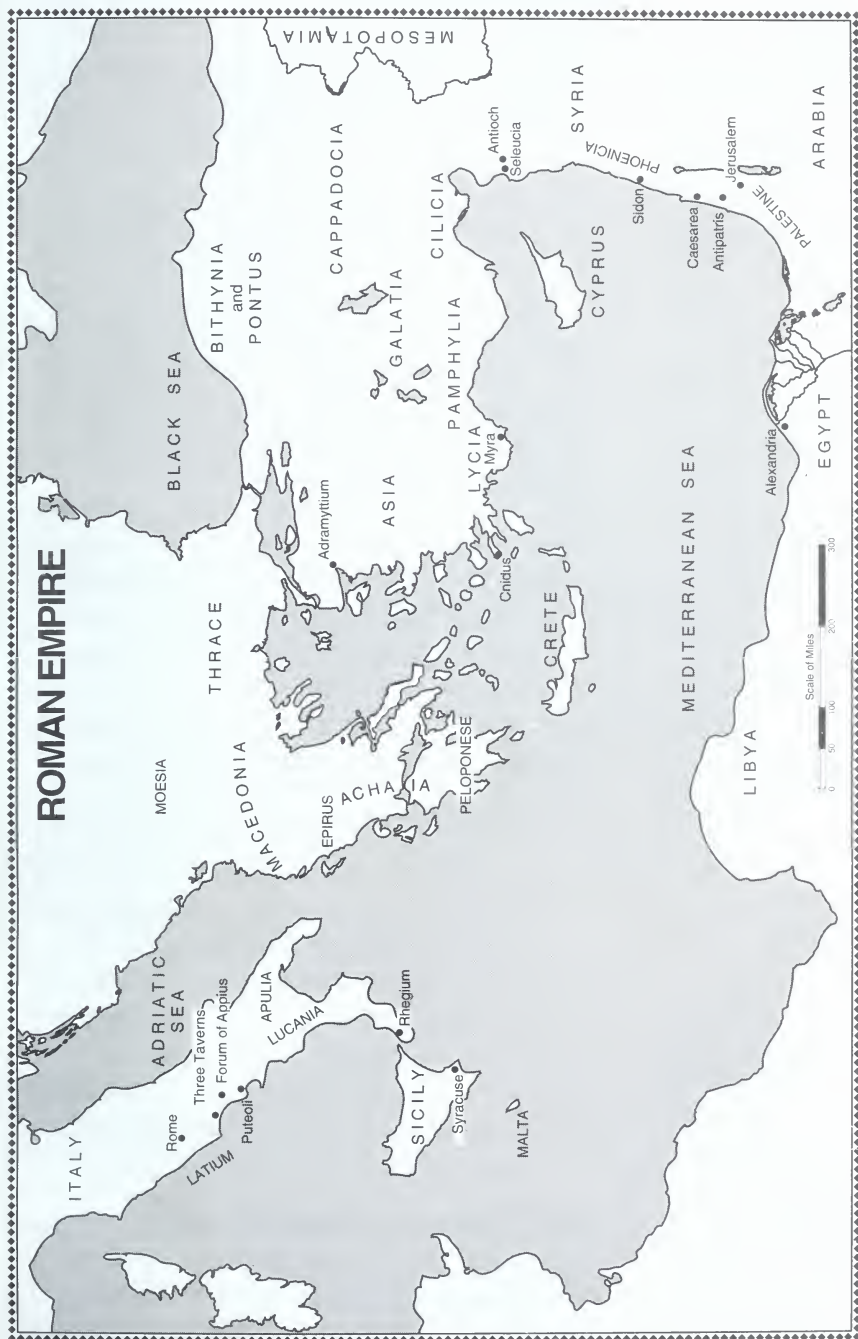 ROMAN EMPIRE
ITALY
ADRIATIC
SEA
Rome
Three Taverns
Forum of Appius
Puteoli
LATIUM
APULIA
LUCANIA
Rhegium
SICILY
Syracuse
MALTA
MOESIA
MACEDONIA
THRACE
EPIRUS
ACHAIA
PELOPONESE
BLACK SEA
BITHYNIA
and
PONTUS
Adramyttium
ASIA
GALATIA
CAPPADOCIA
MESOPOTAMIA
LYCIA
Myra
PAMPHYLIA
CILICIA
Cnidus
CRETE
CYPRUS
Antioch
Seleucia
SYRIA
PHOENICIA
Sidon
Caesarea
Antipatris
Jerusalem
PALESTINE
ARABIA
MEDITERRANEAN SEA
LIBYA
Alexandria
EGYPT
Scale of Miles
0 50 100 200 300